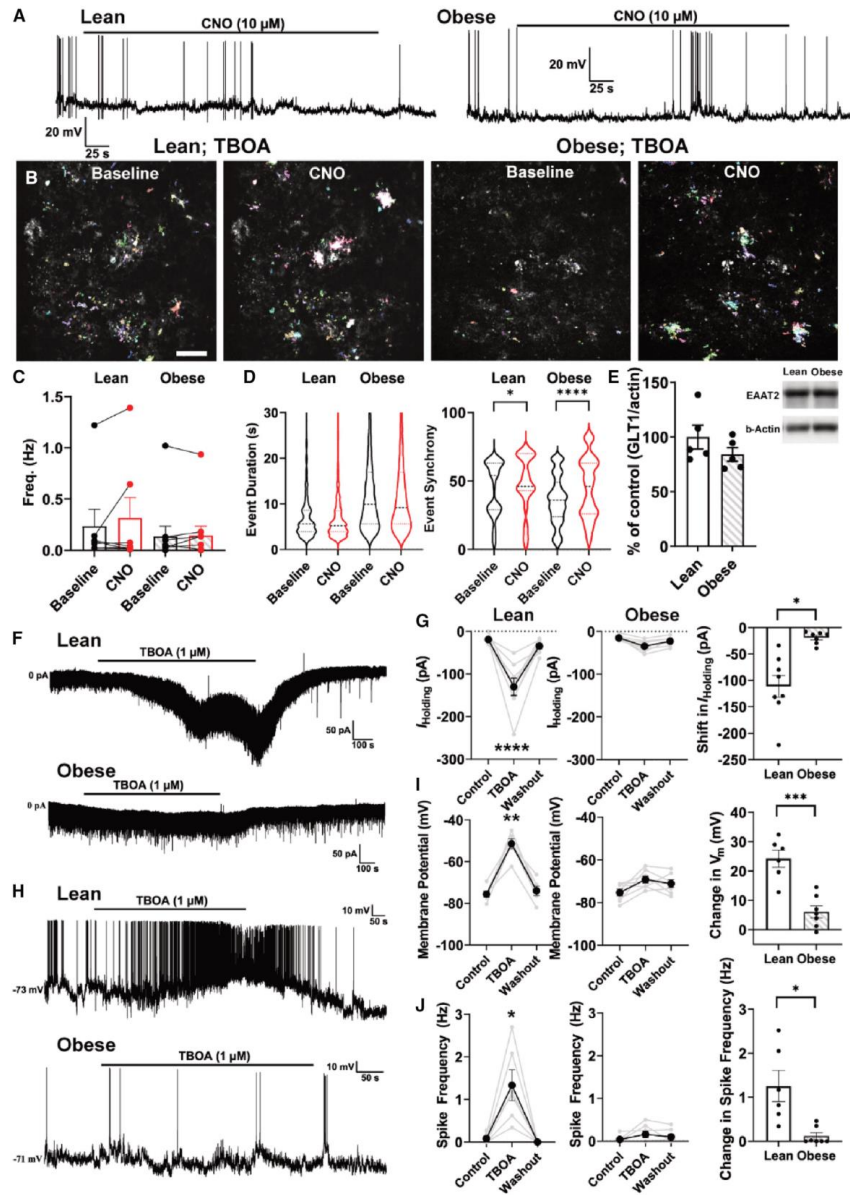 A
Lean
CNO (10 µM)
20 mV
25 s
Obese
CNO (10 µM)
20 mV
25 s
Lean; TBOA
Obese; TBOA
B
Baseline
CNO
Baseline
CNO
C
Lean
Obese
Freq. (Hz)
1.5
1.0
0.5
0.0
Baseline
CNO
Baseline
CNO
D
Lean
Obese
Event Duration (s)
30
20
10
0
Baseline
CNO
Baseline
CNO
Lean
Obese
*
****
Event Synchrony
100
50
0
Baseline
CNO
Baseline
CNO
E
% of control (GLT1/actin)
150
100
50
0
Lean
Obese
Lean Obese
EAAT2
b-Actin
F
Lean
TBOA (1 µM)
0 pA
50 pA
100 s
Obese
TBOA (1 µM)
0 pA
50 pA
100 s
G
Lean
IHolding (pA)
0
-100
-200
-300
****
Control
TBOA
Washout
Obese
IHolding (pA)
0
-100
-200
-300
Control
TBOA
Washout
*
Shift in IHolding (pA)
0
-50
-100
-150
-200
-250
Lean Obese
H
Lean
TBOA (1 µM)
10 mV
50 s
-73 mV
Obese
TBOA (1 µM)
10 mV
50 s
-71 mV
I
Membrane Potential (mV)
-40
-60
-80
-100
**
Control
TBOA
Washout
Membrane Potential (mV)
-40
-60
-80
-100
Control
TBOA
Washout
***
Change in Vm (mV)
40
30
20
10
0
Lean Obese
J
Spike Frequency (Hz)
3
2
1
0
*
Control
TBOA
Washout
Spike Frequency (Hz)
3
2
1
0
Control
TBOA
Washout
*
Change in Spike Frequency (Hz)
3
2
1
0
Lean Obese